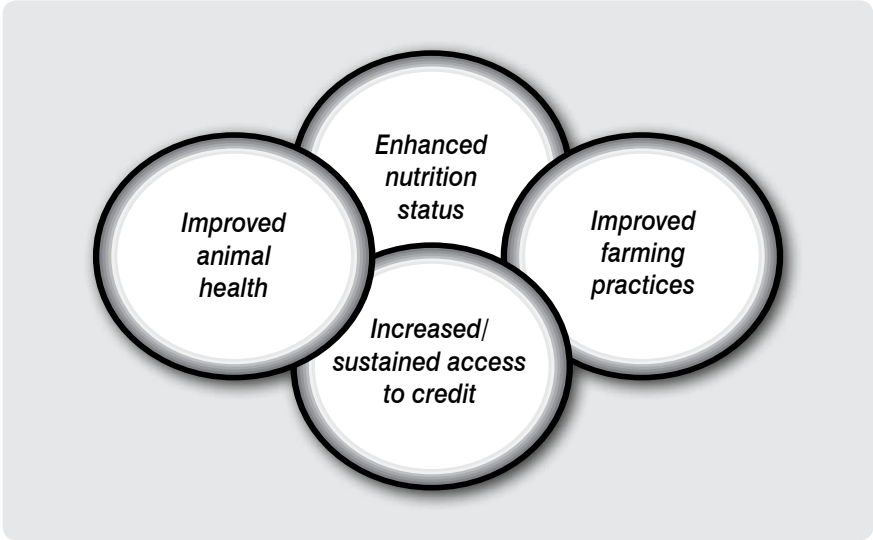 Enhanced
nutrition
status
Improved
animal
health
Improved
farming
practices
Increased/
sustained access
to credit